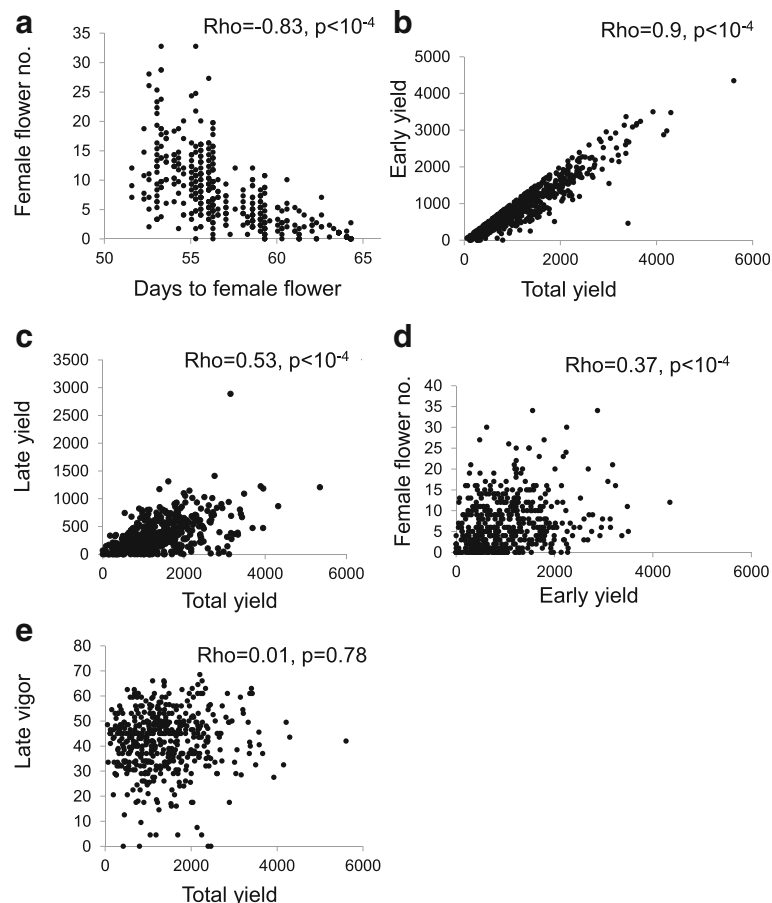 a
Rho=-0.83, p<10-4
Female flower no.
35
30
25
20
15
10
5
0
50 55 60 65
Days to female flower
b
Rho=0.9, p<10-4
Early yield
5000
4000
3000
2000
1000
0
0 2000 4000 6000
Total yield
c
Rho=0.53, p<10-4
Late yield
3500
3000
2500
2000
1500
1000
500
0
0 2000 4000 6000
Total yield
d
Rho=0.37, p<10-4
Female flower no.
40
35
30
25
20
15
10
5
0
0 2000 4000 6000
Early yield
e
Rho=0.01, p=0.78
Late vigor
80
70
60
50
40
30
20
10
0
0 2000 4000 6000
Total yield